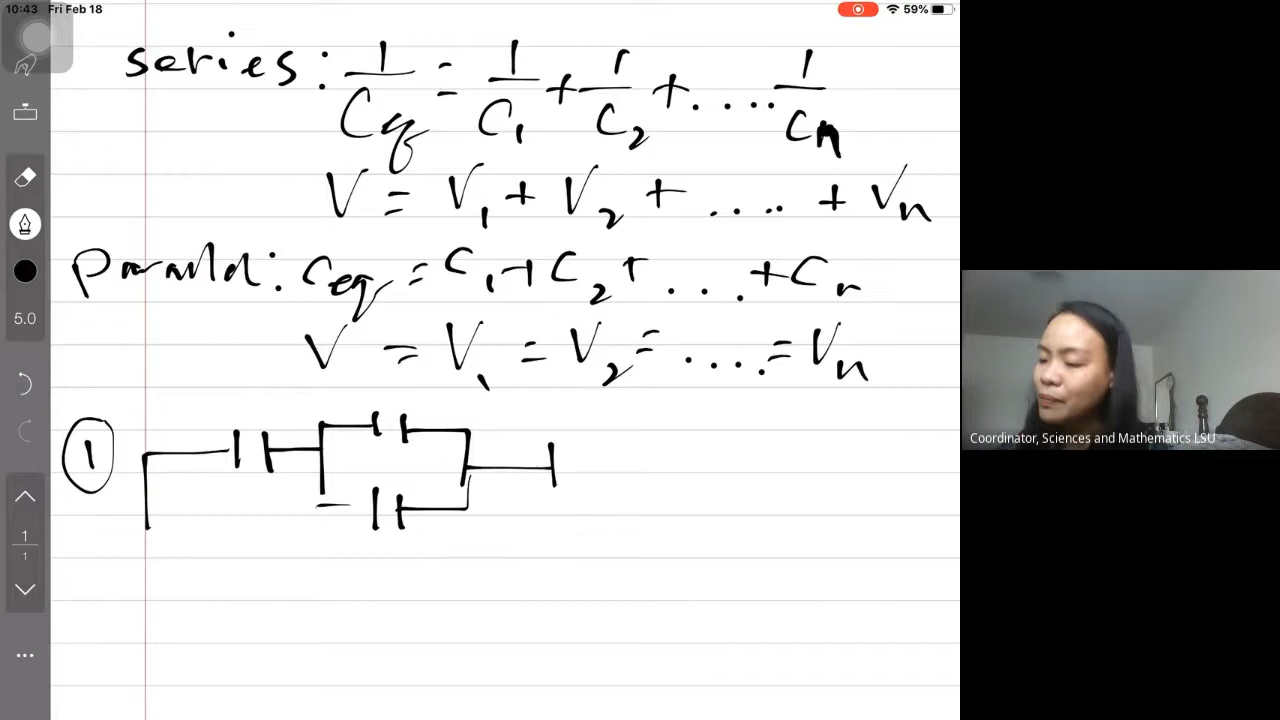 10:43 Fri Feb 18
59%
series: 1/Ceq = 1/C₁ + 1/C₂ + .... 1/Cn
V = V₁ + V₂ + .... + Vn
5.0
parallel: Ceq = C₁ + C₂ + .... + Cn
V = V₁ = V₂ = .... = Vn
1
1
1
Coordinator, Sciences and Mathematics LSU